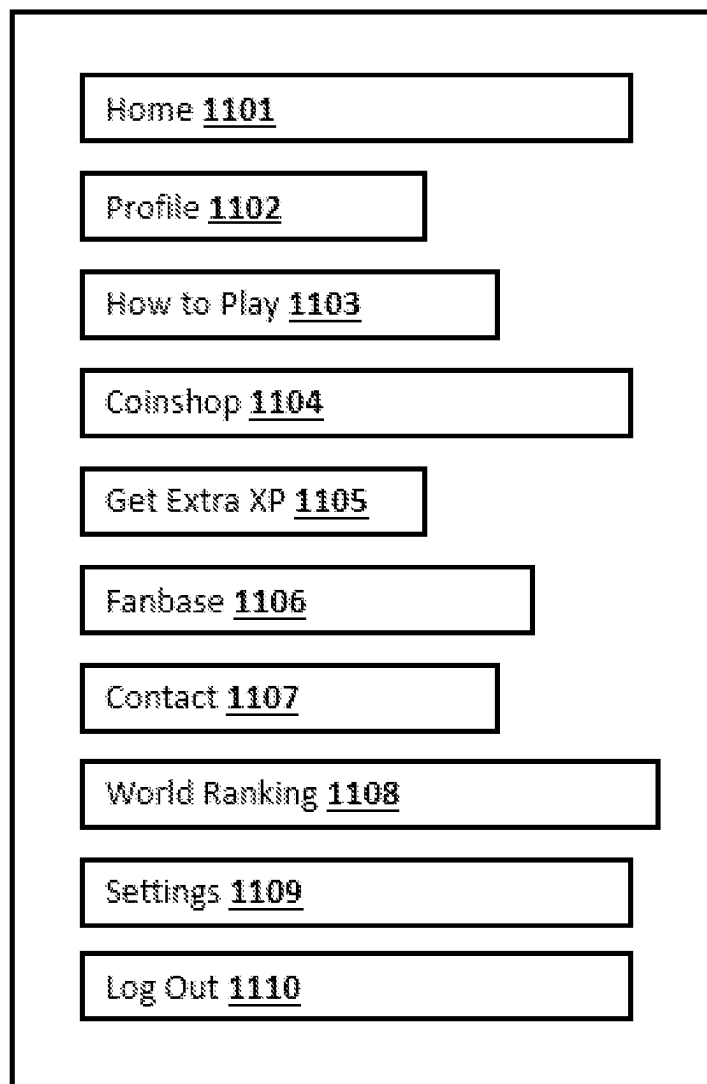 Home 1101
Profile 1102
How to Play 1103
Coinshop 1104
Get Extra XP 1105
Fanbase 1106
Contact 1107
World Ranking 1108
Settings 1109
Log Out 1110